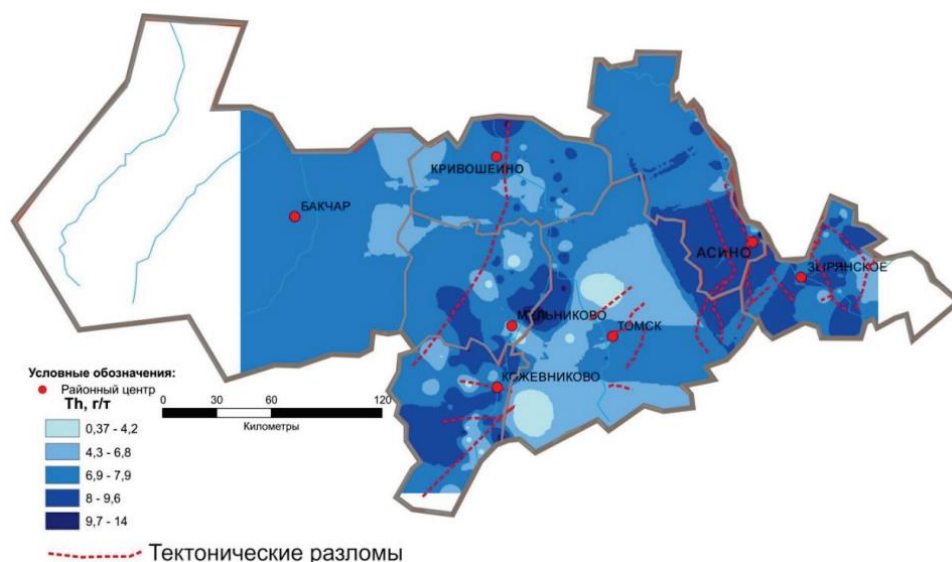 КРИВОШЕИНО
БАКЧАР
АСИНО
ЗЫРЯНСКОЕ
МЕЛЬНИКОВО
ТОМСК
КОЖЕВНИКОВО
Условные обозначения:
Районный центр
Th, г/т
0,37 - 4,2
4,3 - 6,8
6,9 - 7,9
8 - 9,6
9,7 - 14
0 30 60 120
Километры
Тектонические разломы